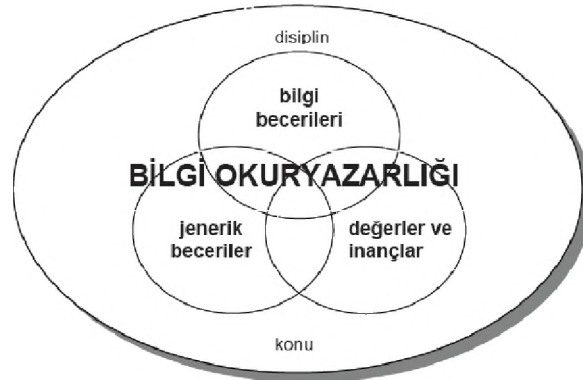 disiplin
bilgi
becerileri
BİLGİ OKURYAZARLIĞI
jenerik
beceriler
değerler ve
inançlar
konu